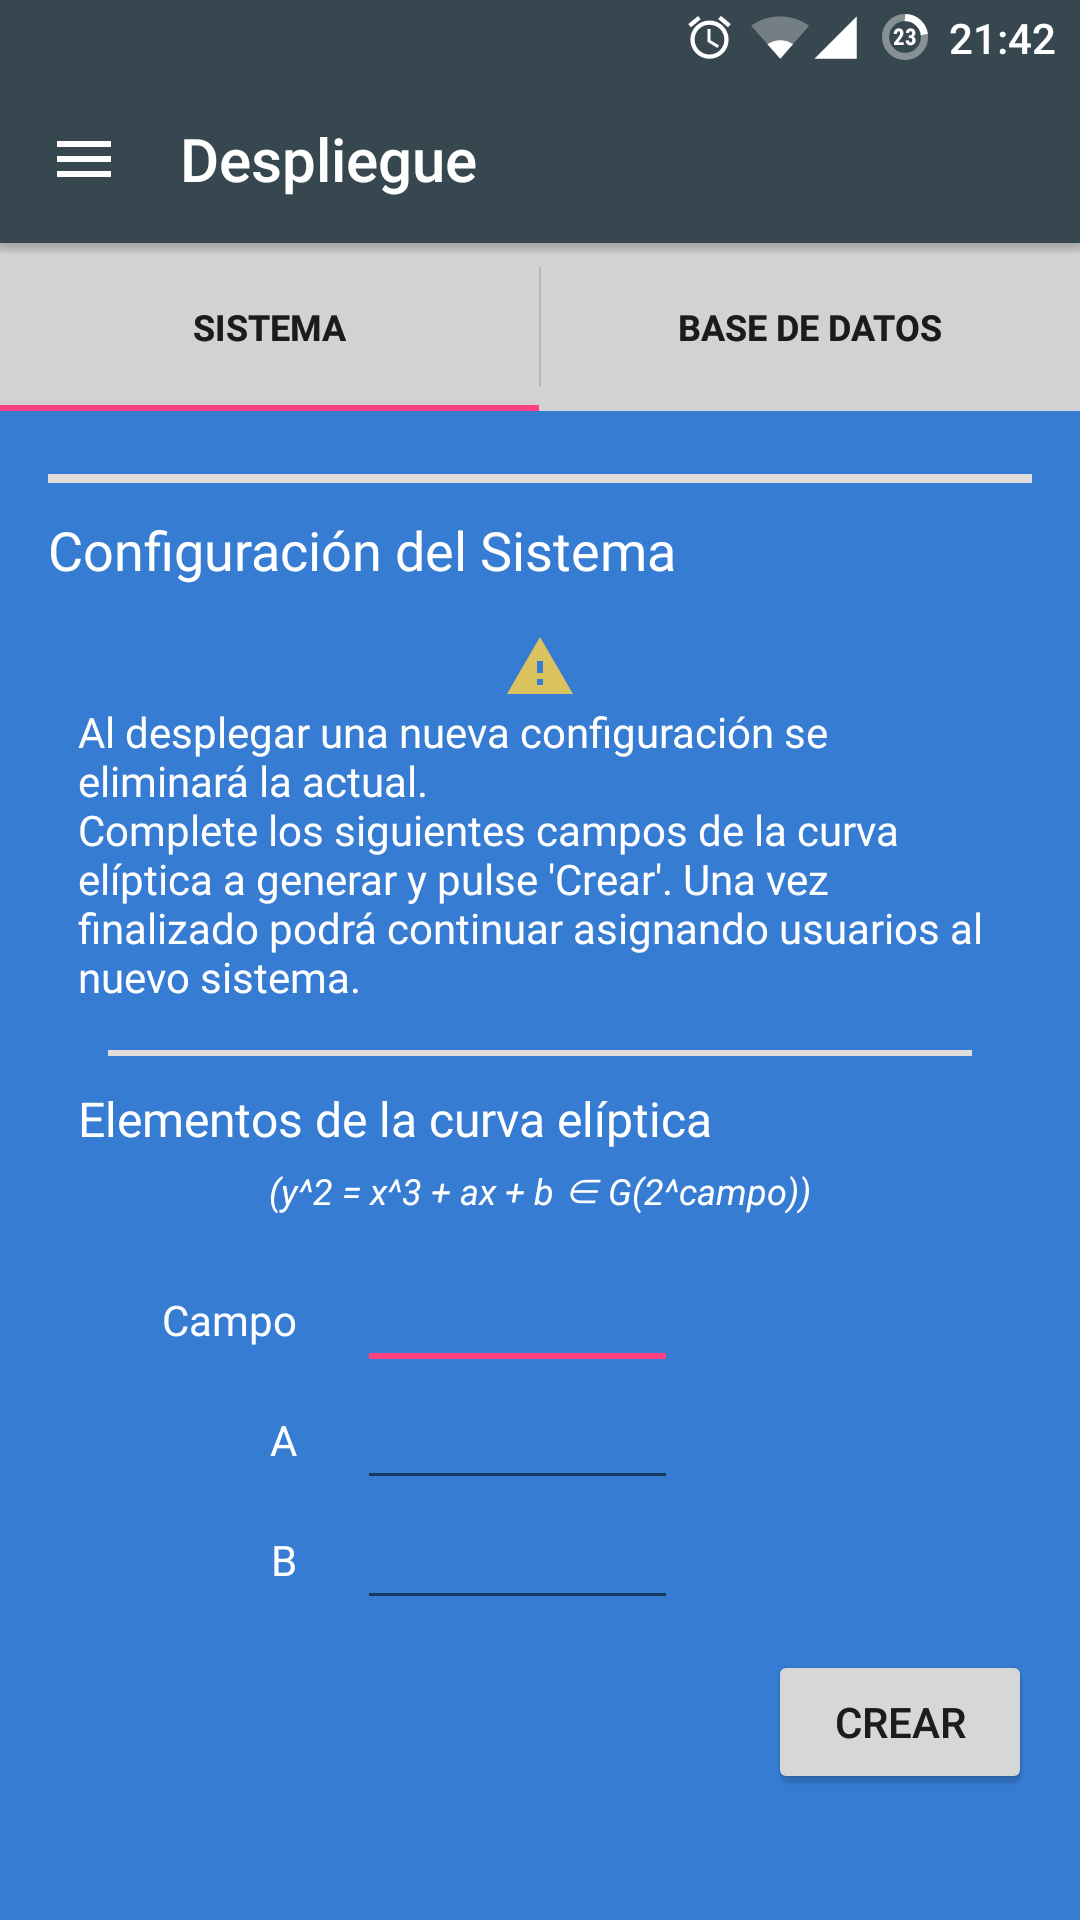 23 21:42
Despliegue
SISTEMA BASE DE DATOS
Configuración del Sistema
Al desplegar una nueva configuración se
eliminará la actual.
Complete los siguientes campos de la curva
elíptica a generar y pulse 'Crear'. Una vez
finalizado podrá continuar asignando usuarios al
nuevo sistema.
Elementos de la curva elíptica
(y^2 = x^3 + ax + b ∈ G(2^campo))
Campo
A
B
CREAR